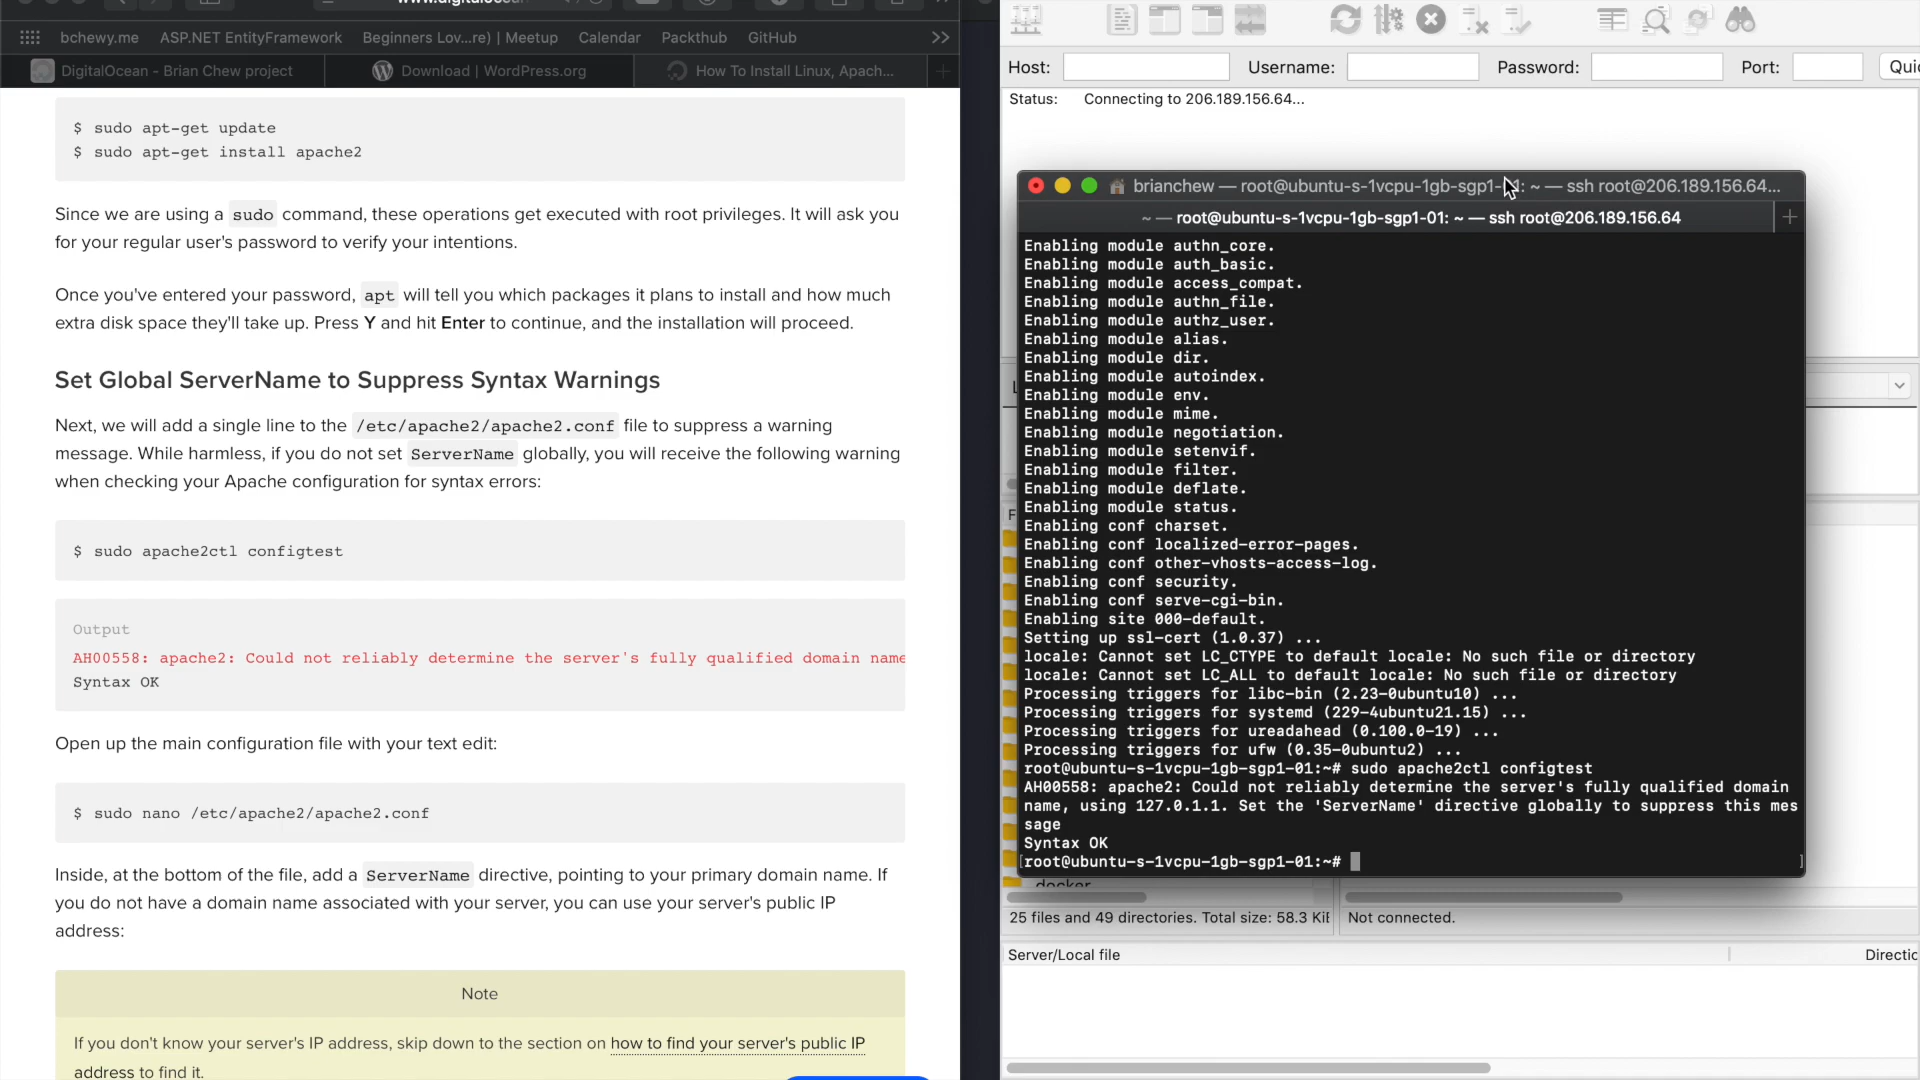 bchewy.me ASP.NET EntityFramework Beginners Lov...re) | Meetup Calendar Packthub GitHub
DigitalOcean - Brian Chew project Download | WordPress.org How To Install Linux, Apach...
$ sudo apt-get update
$ sudo apt-get install apache2
Since we are using a sudo command, these operations get executed with root privileges. It will ask you
for your regular user's password to verify your intentions.
Once you've entered your password, apt will tell you which packages it plans to install and how much
extra disk space they'll take up. Press Y and hit Enter to continue, and the installation will proceed.
Set Global ServerName to Suppress Syntax Warnings
Next, we will add a single line to the /etc/apache2/apache2.conf file to suppress a warning
message. While harmless, if you do not set ServerName globally, you will receive the following warning
when checking your Apache configuration for syntax errors:
$ sudo apache2ctl configtest
Output
AH00558: apache2: Could not reliably determine the server's fully qualified domain name
Syntax OK
Open up the main configuration file with your text edit:
$ sudo nano /etc/apache2/apache2.conf
Inside, at the bottom of the file, add a ServerName directive, pointing to your primary domain name. If
you do not have a domain name associated with your server, you can use your server's public IP
address:
Note
If you don't know your server's IP address, skip down to the section on how to find your server's public IP
address to find it.
Host: Username: Password: Port: Quic
Status: Connecting to 206.189.156.64...
brianchew — root@ubuntu-s-1vcpu-1gb-sgp1-01: ~ — ssh root@206.189.156.64...
~ — root@ubuntu-s-1vcpu-1gb-sgp1-01: ~ — ssh root@206.189.156.64
Enabling module authn_core.
Enabling module auth_basic.
Enabling module access_compat.
Enabling module authn_file.
Enabling module authz_user.
Enabling module alias.
Enabling module dir.
Enabling module autoindex.
Enabling module env.
Enabling module mime.
Enabling module negotiation.
Enabling module setenvif.
Enabling module filter.
Enabling module deflate.
Enabling module status.
Enabling conf charset.
Enabling conf localized-error-pages.
Enabling conf other-vhosts-access-log.
Enabling conf security.
Enabling conf serve-cgi-bin.
Enabling site 000-default.
Setting up ssl-cert (1.0.37) ...
locale: Cannot set LC_CTYPE to default locale: No such file or directory
locale: Cannot set LC_ALL to default locale: No such file or directory
Processing triggers for libc-bin (2.23-0ubuntu10) ...
Processing triggers for systemd (229-4ubuntu21.15) ...
Processing triggers for ureadahead (0.100.0-19) ...
Processing triggers for ufw (0.35-0ubuntu2) ...
root@ubuntu-s-1vcpu-1gb-sgp1-01:~# sudo apache2ctl configtest
AH00558: apache2: Could not reliably determine the server's fully qualified domain
name, using 127.0.1.1. Set the 'ServerName' directive globally to suppress this mes
sage
Syntax OK
[root@ubuntu-s-1vcpu-1gb-sgp1-01:~# ]
docker
25 files and 49 directories. Total size: 58.3 KiE Not connected.
Server/Local file Directic